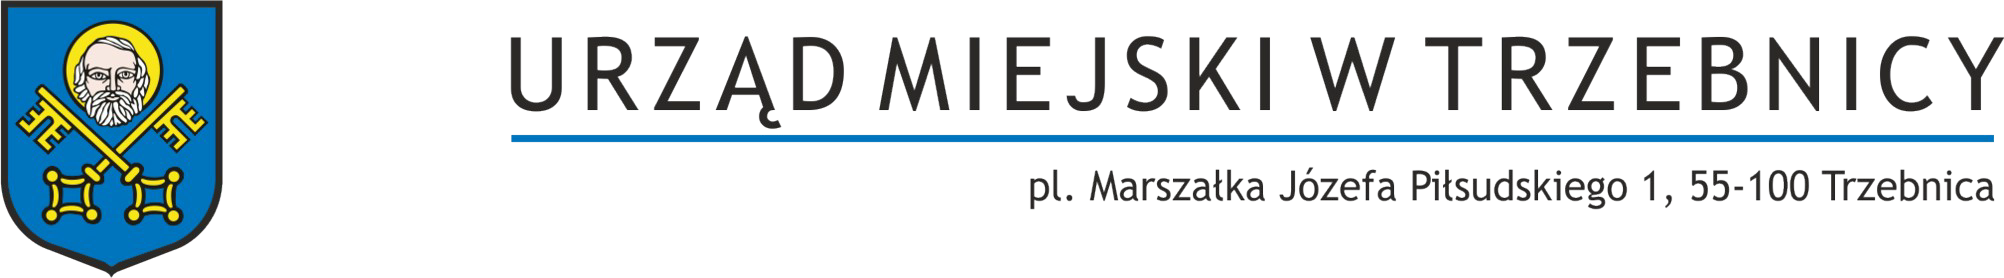 URZĄD MIEJSKI W TRZEBNICY
pl. Marszałka Józefa Piłsudskiego 1, 55-100 Trzebnica